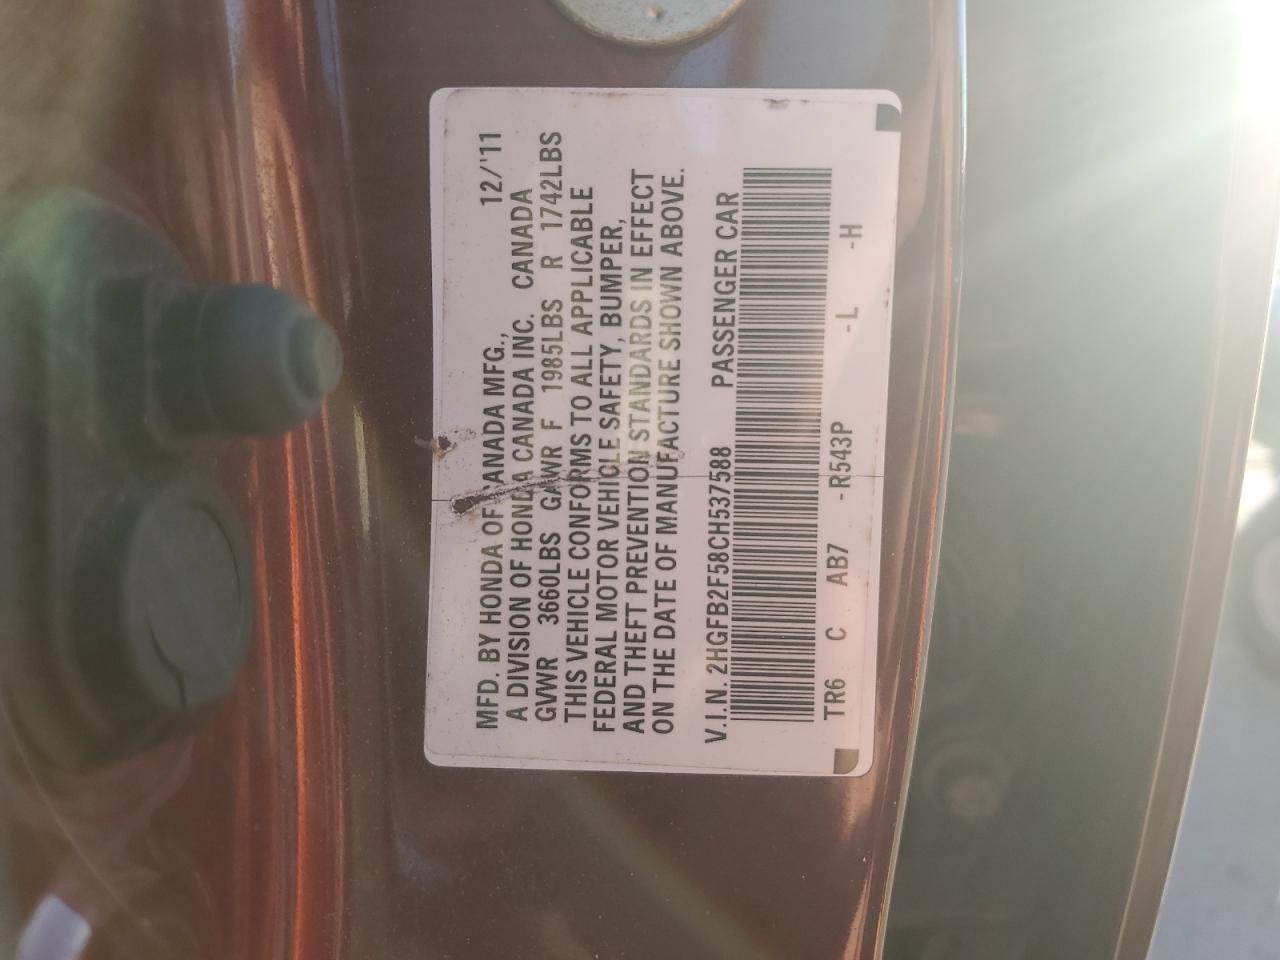 MFD. BY HONDA OF CANADA MFG., 12/'11
A DIVISION OF HONDA CANADA INC. CANADA
GVWR 3660LBS GAWR F 1985LBS R 1742LBS
THIS VEHICLE CONFORMS TO ALL APPLICABLE
FEDERAL MOTOR VEHICLE SAFETY, BUMPER,
AND THEFT PREVENTION STANDARDS IN EFFECT
ON THE DATE OF MANUFACTURE SHOWN ABOVE.
V.I.N. 2HGFB2F58CH537588 PASSENGER CAR
TR6 C AB7 -R543P -L -H